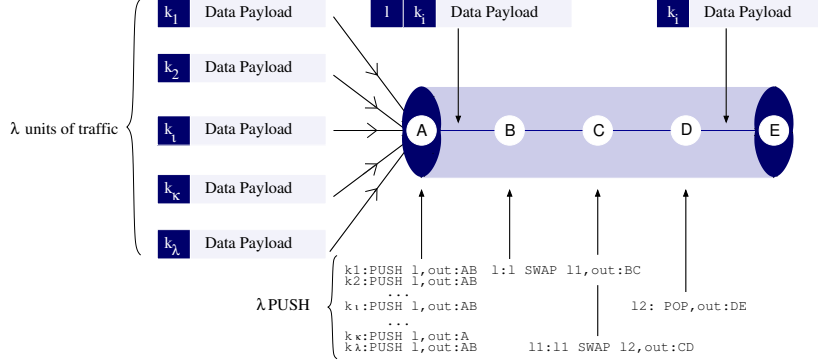 k1 Data Payload
l ki Data Payload
ki Data Payload
k2 Data Payload
λ units of traffic
kι Data Payload
A B C D E
kκ Data Payload
kλ Data Payload
λ PUSH
k1:PUSH l,out:AB
k2:PUSH l,out:AB
...
kι:PUSH l,out:AB
...
kκ:PUSH l,out:A
kλ:PUSH l,out:AB
l:l SWAP l1,out:BC
l1:l1 SWAP l2,out:CD
l2: POP,out:DE